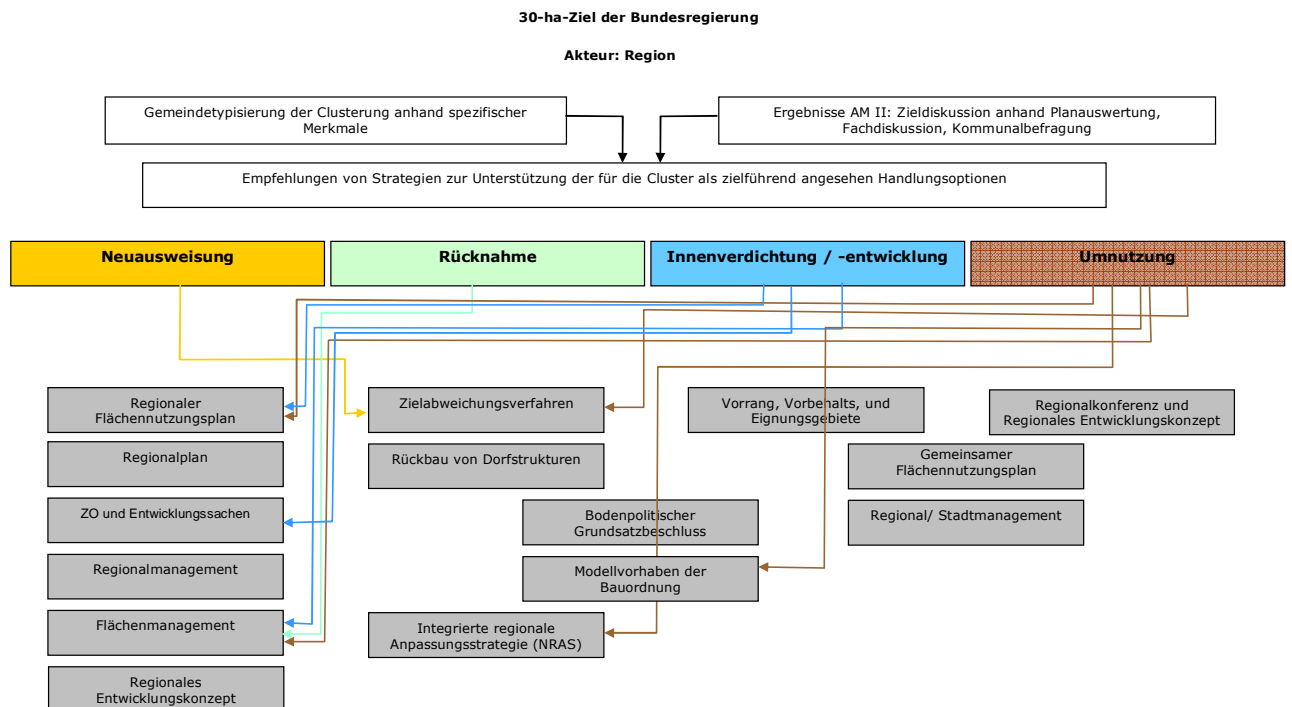 30-ha-Ziel der Bundesregierung
Akteur: Region
Gemeindetypisierung der Clusterung anhand spezifischer
Merkmale
Ergebnisse AM II: Zieldiskussion anhand Planauswertung,
Fachdiskussion, Kommunalbefragung
Empfehlungen von Strategien zur Unterstützung der für die Cluster als zielführend angesehen Handlungsoptionen
Neuausweisung
Rücknahme
Innenverdichtung / -entwicklung
Umnutzung
Regionaler
Flächennutzungsplan
Zielabweichungsverfahren
Vorrang, Vorbehalts, und
Eignungsgebiete
Regionalkonferenz und
Regionales Entwicklungskonzept
Regionalplan
Rückbau von Dorfstrukturen
Gemeinsamer
Flächennutzungsplan
ZO und Entwicklungssachen
Bodenpolitischer
Grundsatzbeschluss
Regional/ Stadtmanagement
Regionalmanagement
Modellvorhaben der
Bauordnung
Flächenmanagement
Integrierte regionale
Anpassungsstrategie (NRAS)
Regionales
Entwicklungskonzept